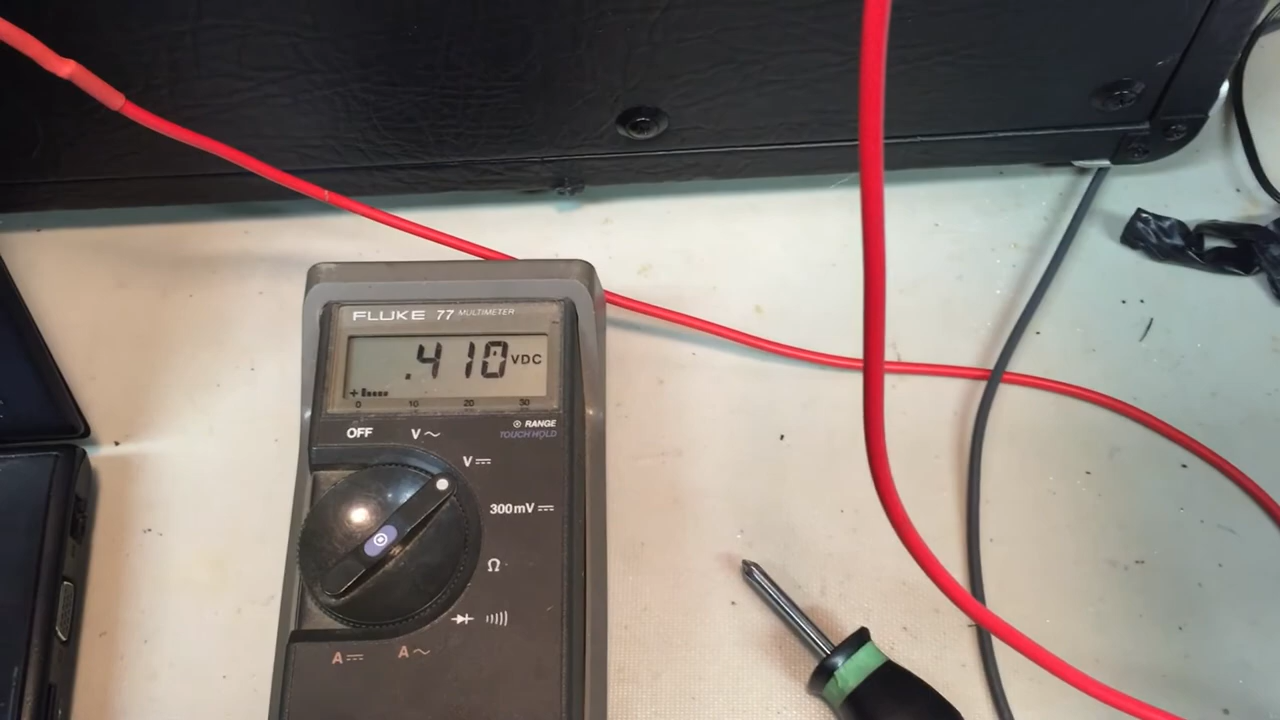 FLUKE 77 MULTIMETER
.410 VDC
0 10 20 30
RANGE
TOUCH HOLD
OFF
V
V
300mV
Ω
A
A